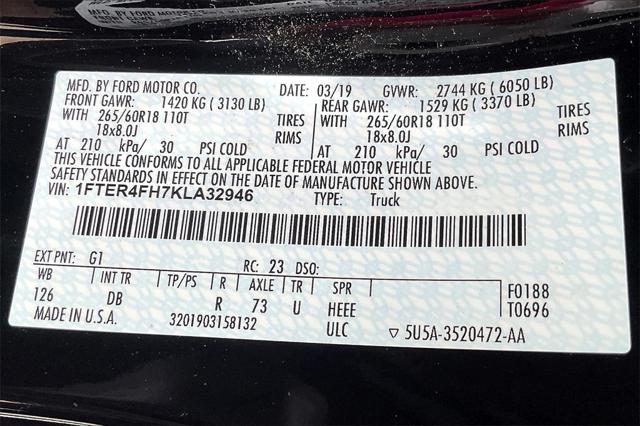 MFD. BY FORD MOTOR CO. DATE: 03/19 GVWR: 2744 KG ( 6050 LB)
FRONT GAWR: 1420 KG ( 3130 LB) REAR GAWR: 1529 KG ( 3370 LB)
WITH 265/60R18 110T TIRES WITH 265/60R18 110T TIRES
18x8.0J RIMS 18x8.0J RIMS
AT 210 kPa/ 30 PSI COLD AT 210 kPa/ 30 PSI COLD
THIS VEHICLE CONFORMS TO ALL APPLICABLE FEDERAL MOTOR VEHICLE
SAFETY STANDARDS IN EFFECT ON THE DATE OF MANUFACTURE SHOWN ABOVE.
VIN: 1FTER4FH7KLA32946 TYPE: Truck
EXT PNT: G1 RC: 23 DSO:
WB INT TR TP/PS R AXLE TR SPR F0188
126 DB R 73 U HEEE T0696
MADE IN U.S.A. 3201903158132 ULC ▽ 5U5A-3520472-AA